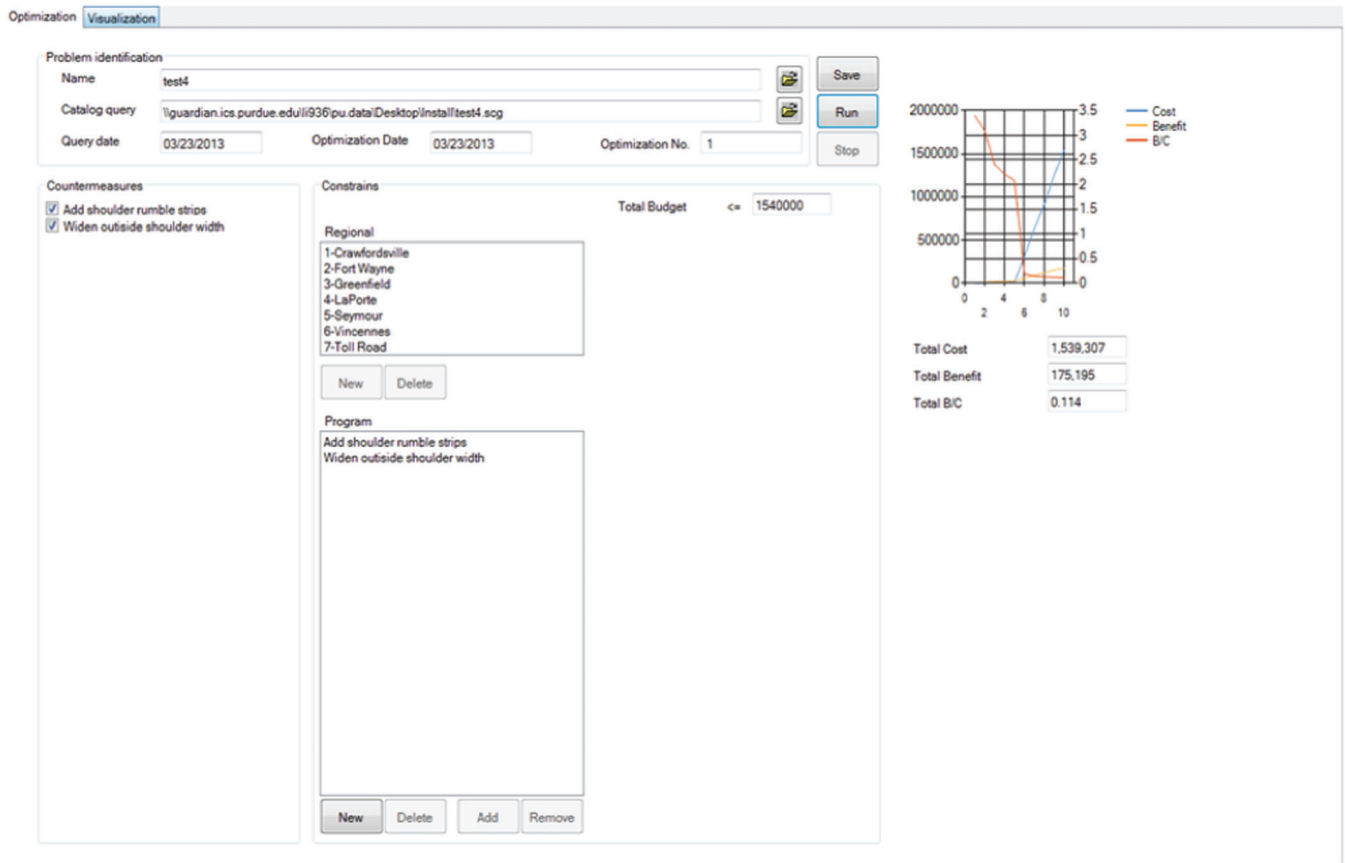 Optimization Visualization
Problem identification
Name test4
Catalog query \\guardian.ics.purdue.edu\li936\pu.data\Desktop\Install\test4.scg
Query date 03/23/2013 Optimization Date 03/23/2013 Optimization No. 1
Save
Run
Stop
Countermeasures
Add shoulder rumble strips
Widen outiside shoulder width
Constrains
Total Budget <= 1540000
Regional
1-Crawfordsville
2-Fort Wayne
3-Greenfield
4-LaPorte
5-Seymour
6-Vincennes
7-Toll Road
New Delete
Program
Add shoulder rumble strips
Widen outiside shoulder width
New Delete Add Remove
2000000 3.5
3
1500000 2.5
2
1000000 1.5
1
500000 0.5
0 0
0 4 8
2 6 10
Cost
Benefit
B/C
Total Cost 1,539,307
Total Benefit 175,195
Total B/C 0.114